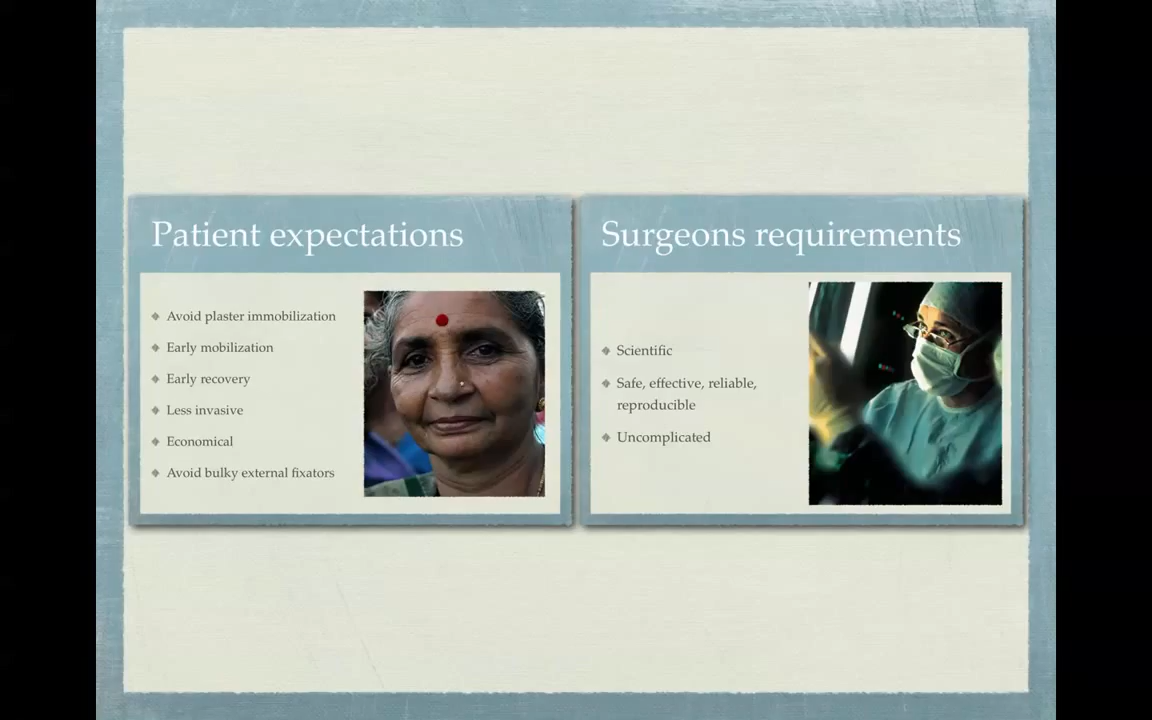 Patient expectations
Avoid plaster immobilization
Early mobilization
Early recovery
Less invasive
Economical
Avoid bulky external fixators
Surgeons requirements
Scientific
Safe, effective, reliable,
reproducible
Uncomplicated